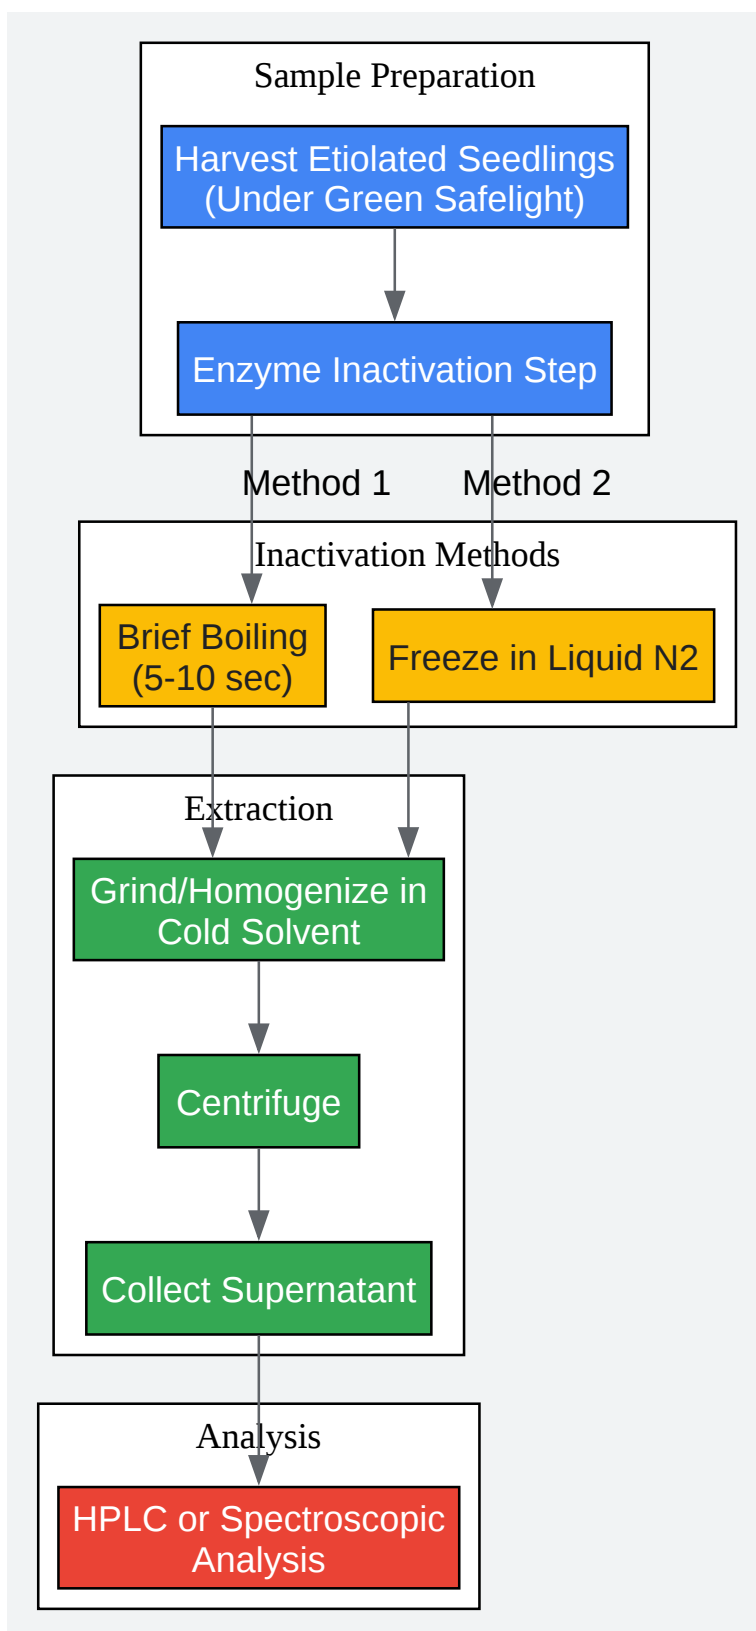 Sample Preparation
Harvest Etiolated Seedlings
(Under Green Safelight)
Enzyme Inactivation Step
Method 1
Method 2
Inactivation Methods
Brief Boiling
(5-10 sec)
Freeze in Liquid N2
Extraction
Grind/Homogenize in
Cold Solvent
Centrifuge
Collect Supernatant
Analysis
HPLC or Spectroscopic
Analysis